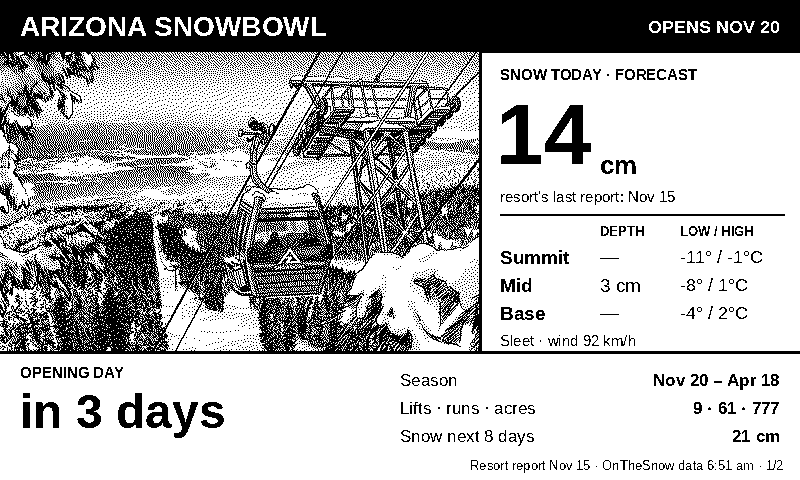 ARIZONA SNOWBOWL
OPENS NOV 20
SNOW TODAY · FORECAST
14 cm
resort's last report: Nov 15
DEPTH LOW / HIGH
Summit — -11° / -1°C
Mid 3 cm -8° / 1°C
Base — -4° / 2°C
Sleet · wind 92 km/h
OPENING DAY
in 3 days
Season Nov 20 – Apr 18
Lifts · runs · acres 9 · 61 · 777
Snow next 8 days 21 cm
Resort report Nov 15 · OnTheSnow data 6:51 am · 1/2